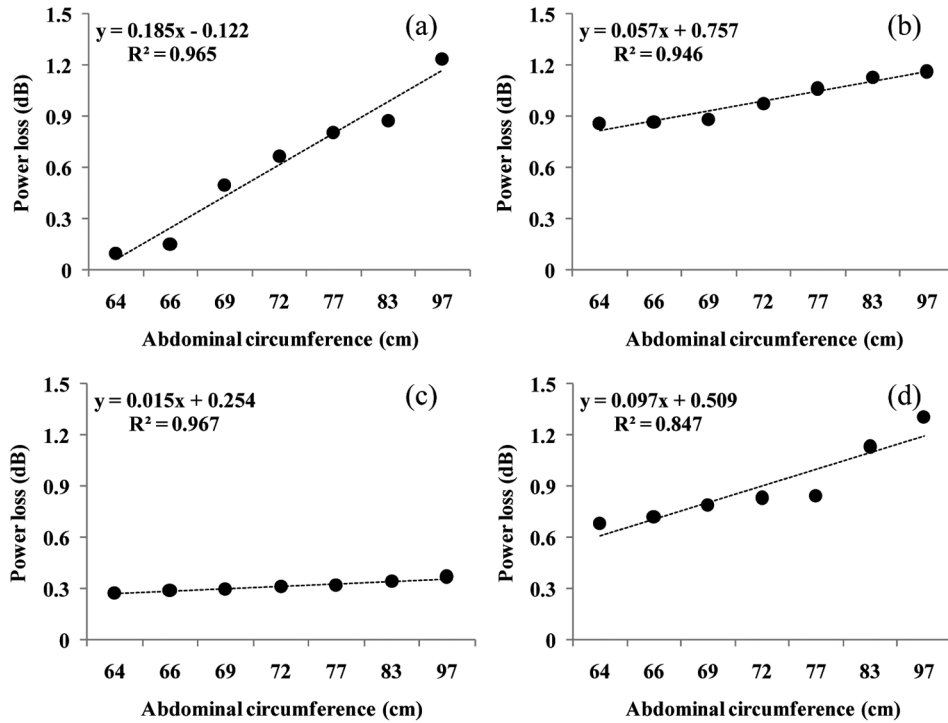 (a)
y = 0.185x - 0.122
R² = 0.965
Power loss (dB)
1.5
1.2
0.9
0.6
0.3
0
64 66 69 72 77 83 97
Abdominal circumference (cm)
(b)
y = 0.057x + 0.757
R² = 0.946
Power loss (dB)
1.5
1.2
0.9
0.6
0.3
0
64 66 69 72 77 83 97
Abdominal circumference (cm)
(c)
y = 0.015x + 0.254
R² = 0.967
Power loss (dB)
1.5
1.2
0.9
0.6
0.3
0
64 66 69 72 77 83 97
Abdominal circumference (cm)
(d)
y = 0.097x + 0.509
R² = 0.847
Power loss (dB)
1.5
1.2
0.9
0.6
0.3
0
64 66 69 72 77 83 97
Abdominal circumference (cm)